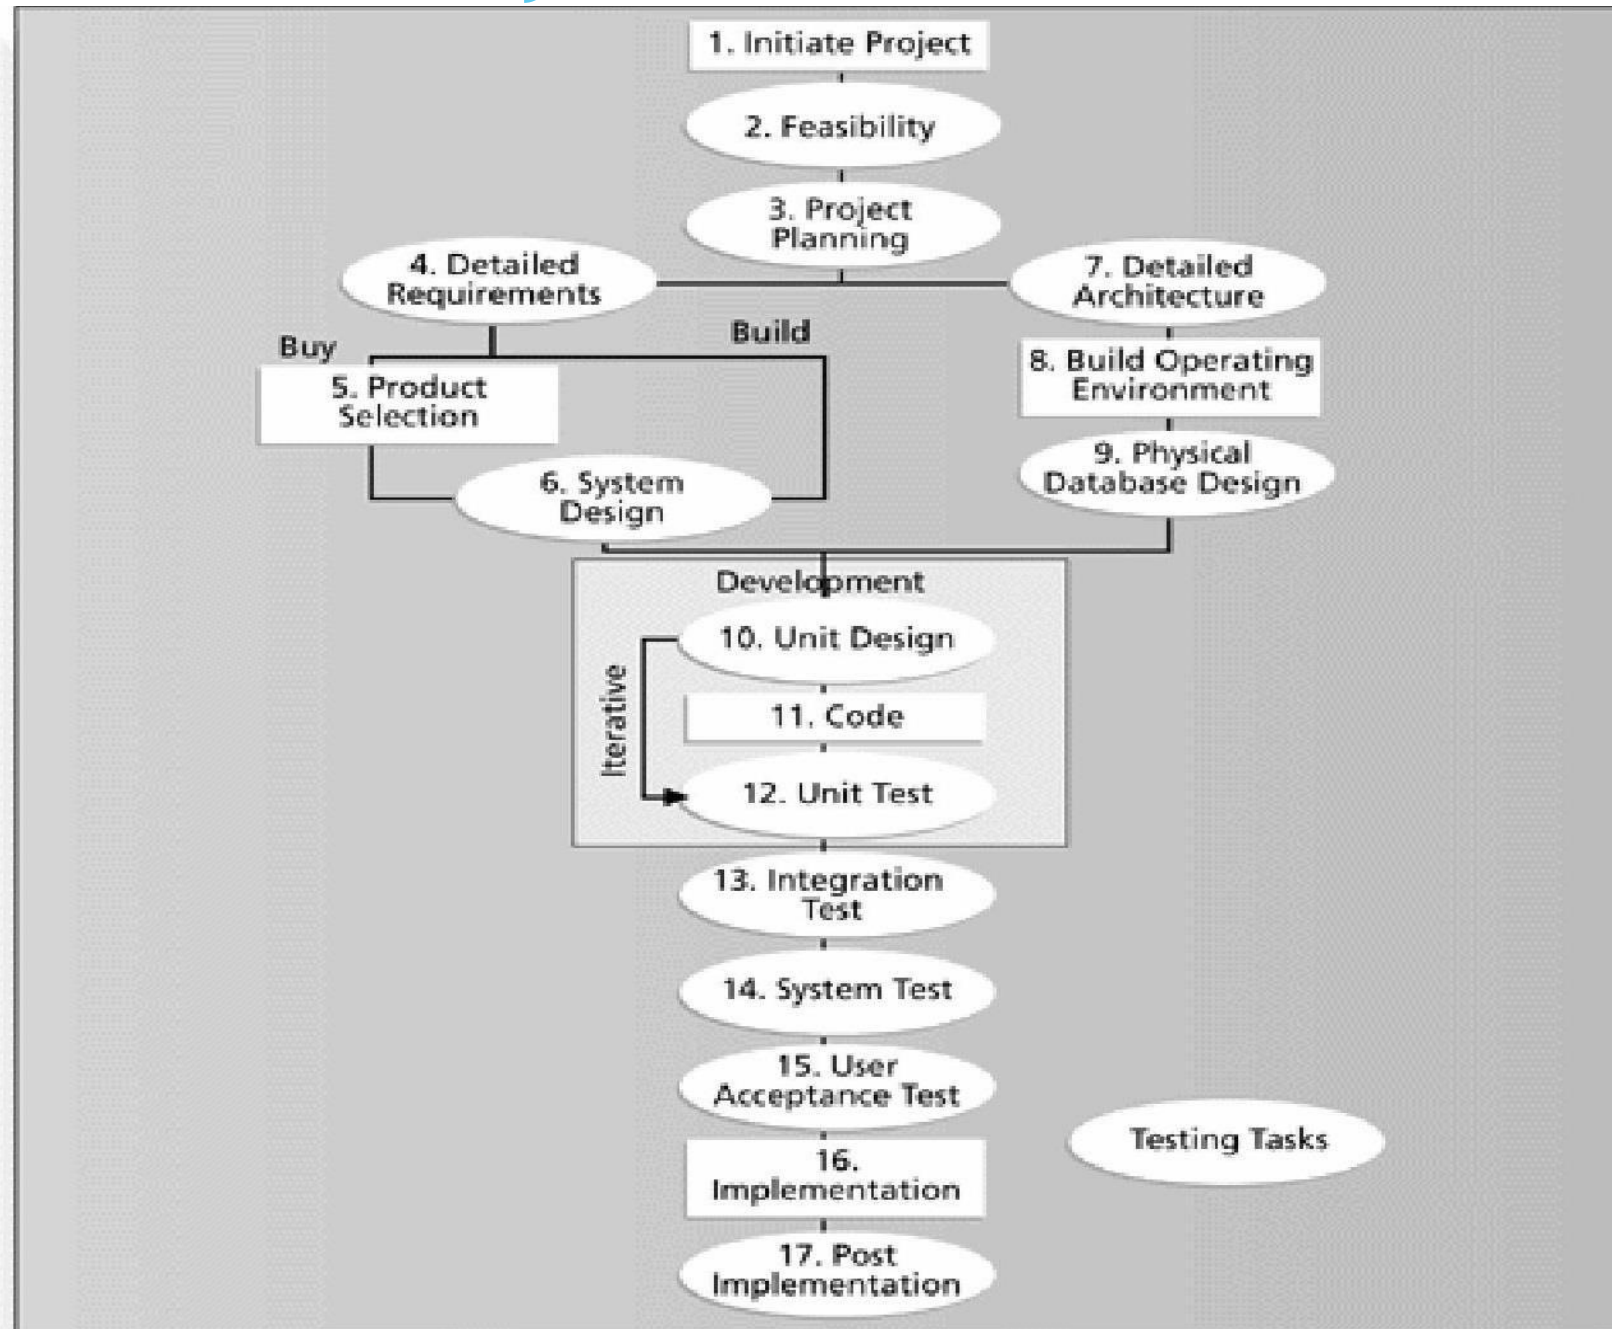 1. Initiate Project
2. Feasibility
3. Project
Planning
4. Detailed
Requirements
7. Detailed
Architecture
Buy
Build
5. Product
Selection
8. Build Operating
Environment
6. System
Design
9. Physical
Database Design
Development
Iterative
10. Unit Design
11. Code
12. Unit Test
13. Integration
Test
14. System Test
15. User
Acceptance Test
16.
Implementation
Testing Tasks
17. Post
Implementation